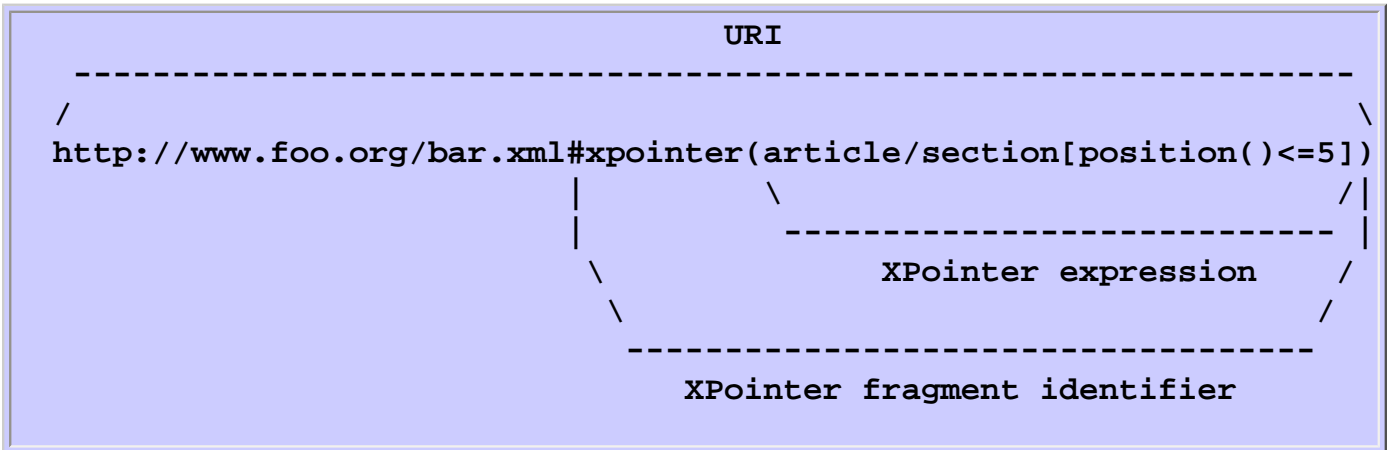 URI
http://www.foo.org/bar.xml#xpointer(article/section[position()<=5])
XPointer expression
XPointer fragment identifier